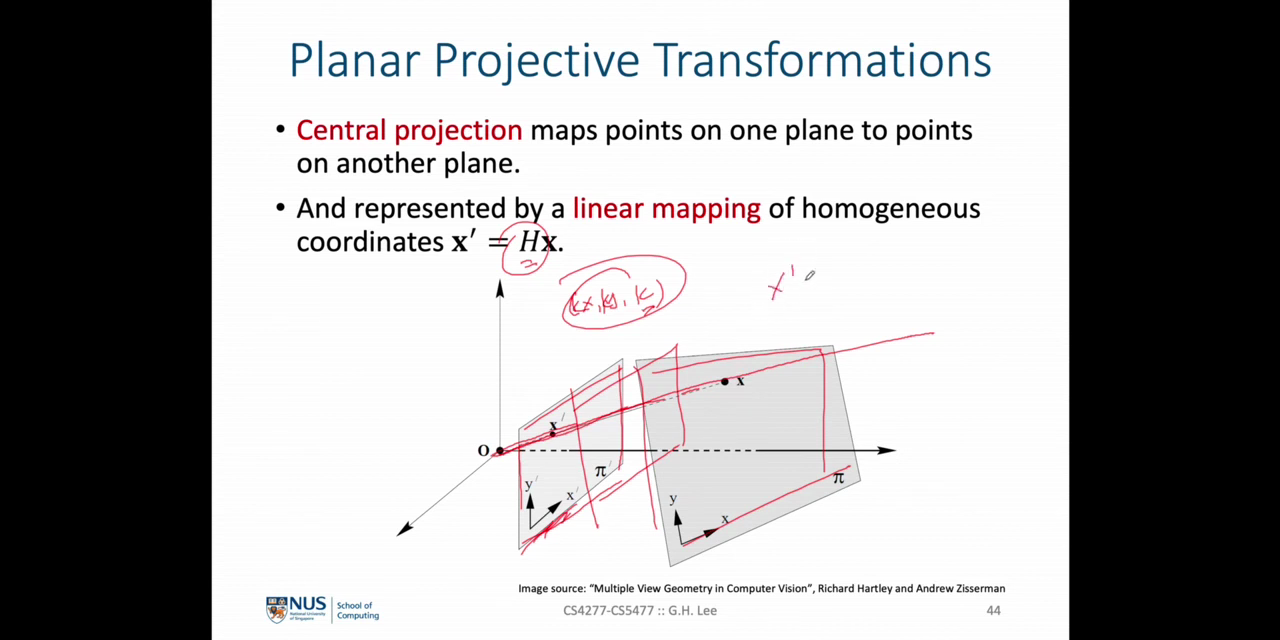 Planar Projective Transformations
• Central projection maps points on one plane to points
on another plane.
• And represented by a linear mapping of homogeneous
coordinates x′ = Hx.
(kx, ky, k)
x'
x
x′
O
π′
y′
x′
π
y
x
Image source: “Multiple View Geometry in Computer Vision”, Richard Hartley and Andrew Zisserman
NUS
National University
of Singapore
School of
Computing
CS4277-CS5477 :: G.H. Lee
44